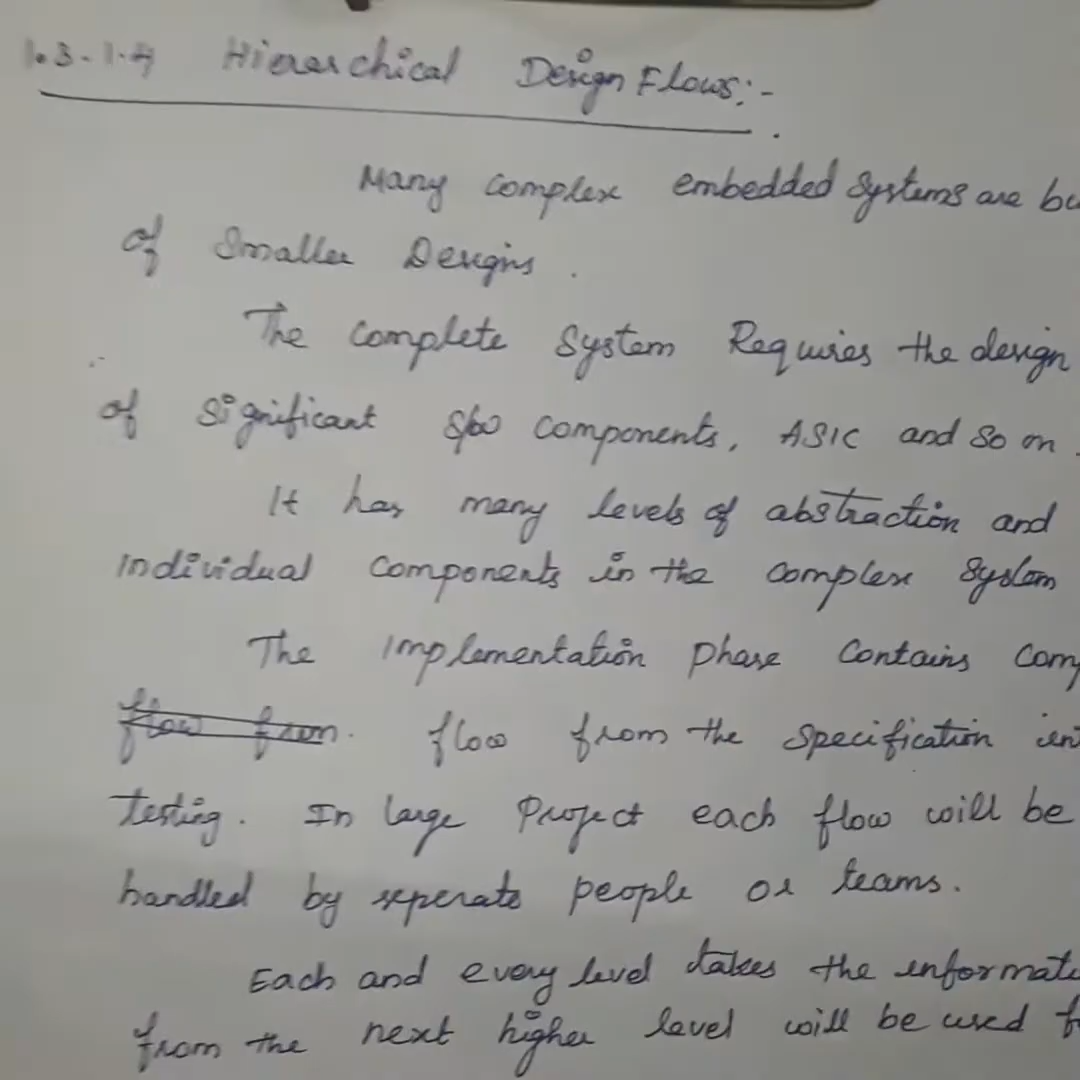 1.3.1.4 Hierarchical Design Flows:-
Many complex embedded Systems are bu
of Smaller Designs.
The Complete System Requires the design
of significant S/w components, ASIC and so on.
It has many levels of abstraction and
individual components in the complex System
The implementation phase contains com
flow from. flow from the specification in
testing. In large Project each flow will be
handled by seperate people or teams.
Each and every level takes the informat
from the next higher level will be used f